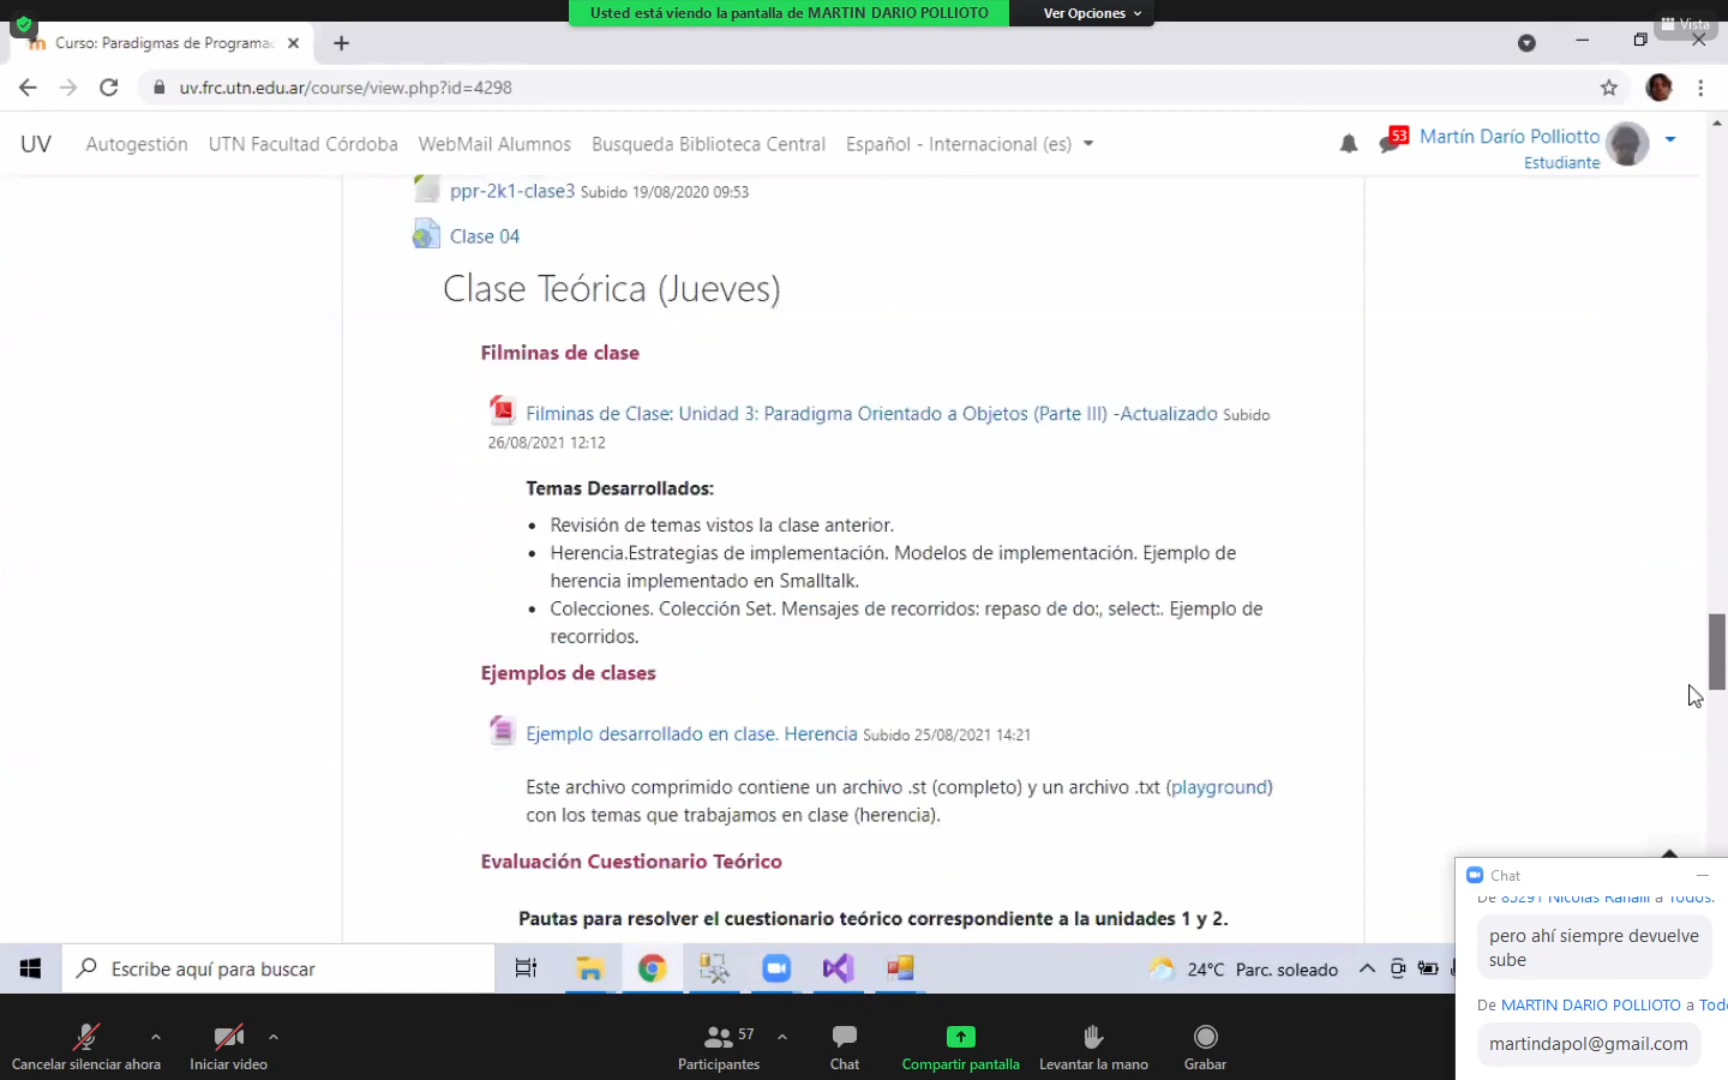 Usted está viendo la pantalla de MARTIN DARIO POLLIOTO
Ver Opciones
Vista
Curso: Paradigmas de Programac
uv.frc.utn.edu.ar/course/view.php?id=4298
UV Autogestión UTN Facultad Córdoba WebMail Alumnos Busqueda Biblioteca Central Español - Internacional (es)
53
Martín Darío Polliotto
Estudiante
ppr-2k1-clase3 Subido 19/08/2020 09:53
Clase 04
Clase Teórica (Jueves)
Filminas de clase
Filminas de Clase: Unidad 3: Paradigma Orientado a Objetos (Parte III) -Actualizado Subido
26/08/2021 12:12
Temas Desarrollados:
• Revisión de temas vistos la clase anterior.
• Herencia.Estrategias de implementación. Modelos de implementación. Ejemplo de
herencia implementado en Smalltalk.
• Colecciones. Colección Set. Mensajes de recorridos: repaso de do:, select:. Ejemplo de
recorridos.
Ejemplos de clases
Ejemplo desarrollado en clase. Herencia Subido 25/08/2021 14:21
Este archivo comprimido contiene un archivo .st (completo) y un archivo .txt (playground)
con los temas que trabajamos en clase (herencia).
Evaluación Cuestionario Teórico
Pautas para resolver el cuestionario teórico correspondiente a la unidades 1 y 2.
Chat
pero ahí siempre devuelve
sube
De MARTIN DARIO POLLIOTO a Todo
martindapol@gmail.com
Escribe aquí para buscar
24°C Parc. soleado
Cancelar silenciar ahora
Iniciar video
57
Participantes
Chat
Compartir pantalla
Levantar la mano
Grabar